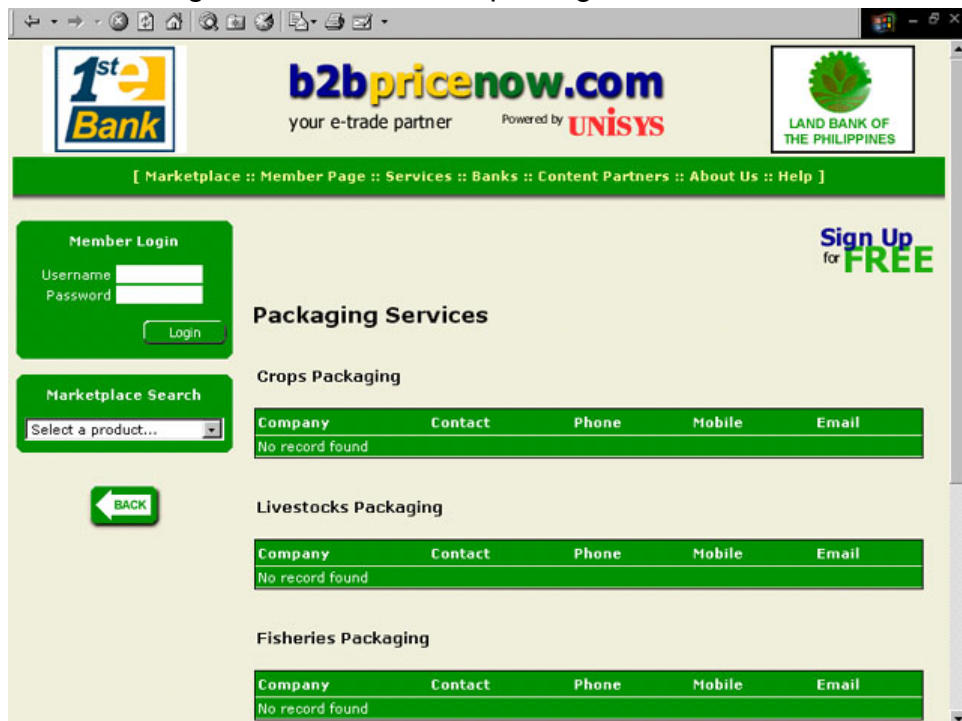 1st e
Bank
b2bpricenow.com
your e-trade partner Powered by UNISYS
LAND BANK OF
THE PHILIPPINES
[ Marketplace :: Member Page :: Services :: Banks :: Content Partners :: About Us :: Help ]
Member Login
Username
Password
Login
Sign Up
for FREE
Packaging Services
Marketplace Search
Select a product...
BACK
Crops Packaging
Company Contact Phone Mobile Email
No record found
Livestocks Packaging
Company Contact Phone Mobile Email
No record found
Fisheries Packaging
Company Contact Phone Mobile Email
No record found